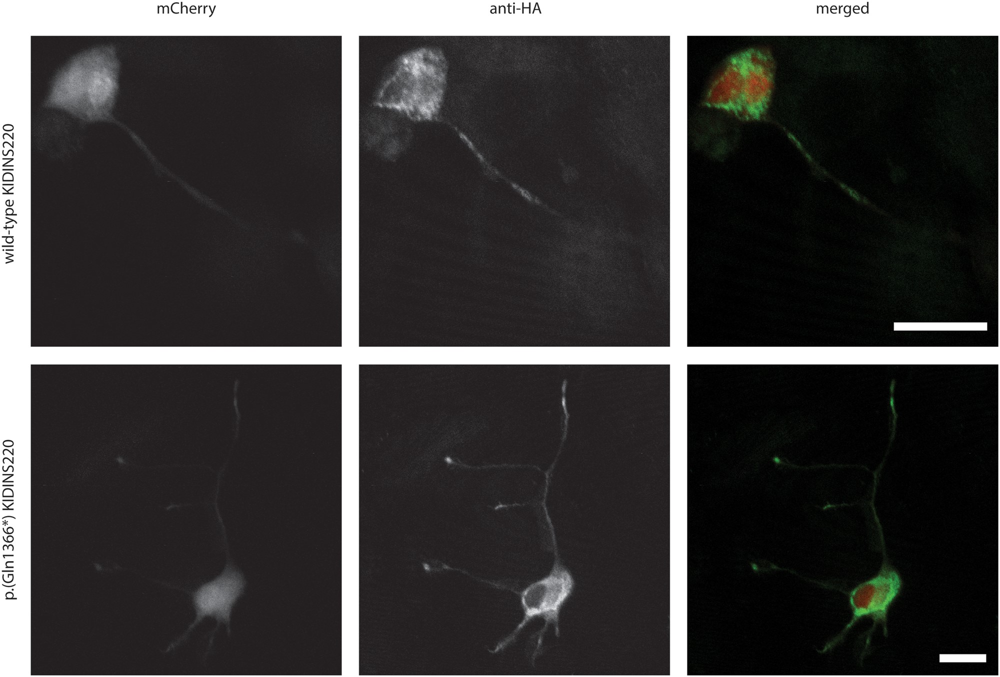 mCherry
anti-HA
merged
wild-type KIDINS220
p.(Gln1366*) KIDINS220